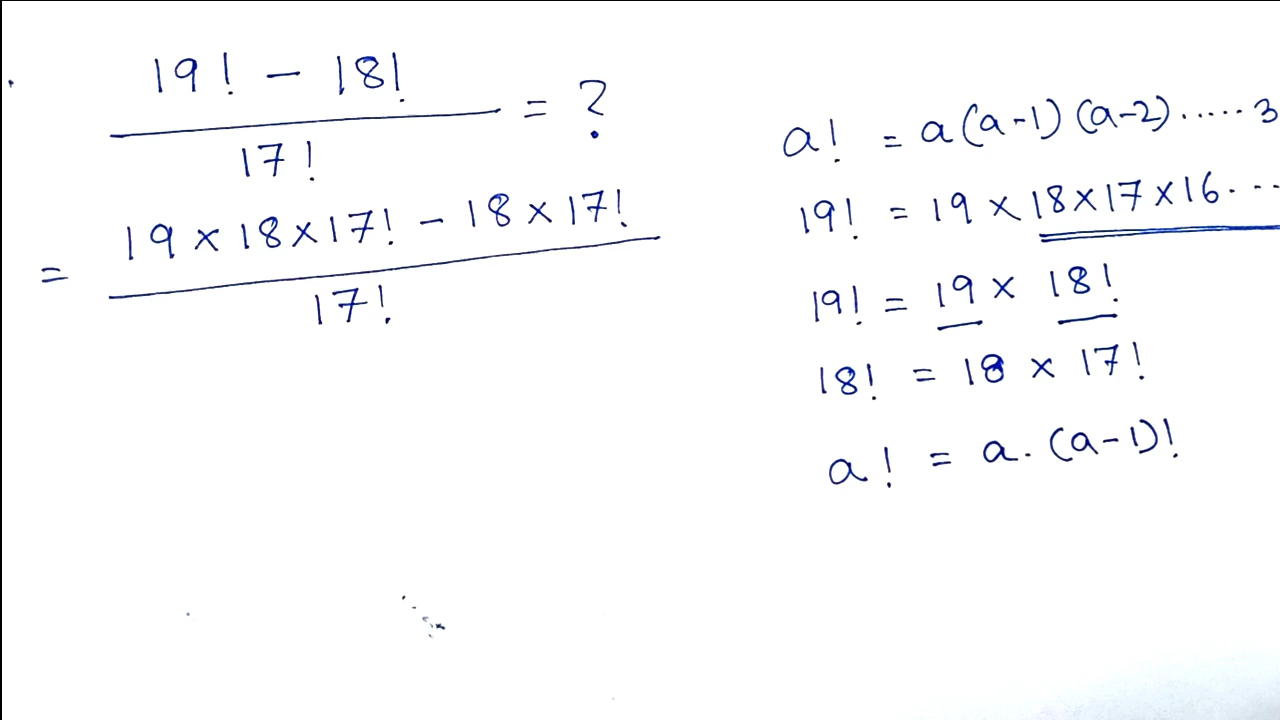 19! - 18!
17!
= ?
= 19 × 18 × 17! - 18 × 17!
17!
a! = a(a-1)(a-2).....3
19! = 19 × 18×17×16...
19! = 19 × 18!
18! = 18 × 17!
a! = a.(a-1)!